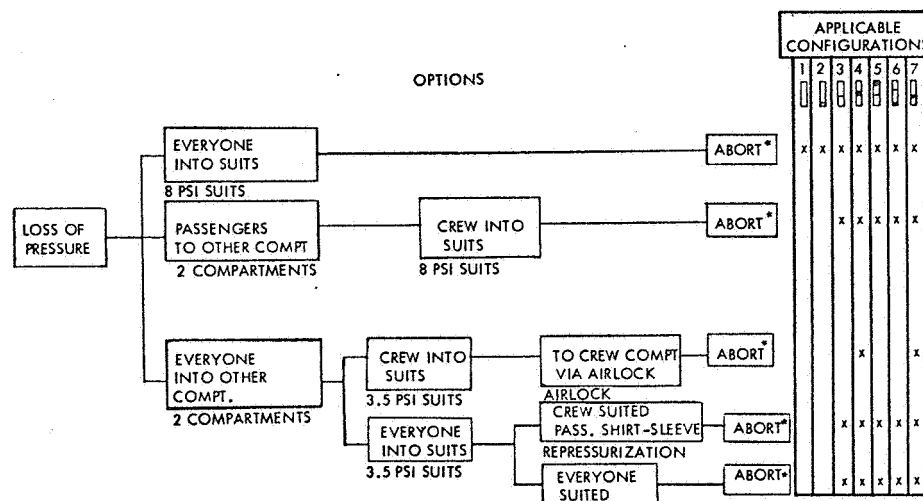 APPLICABLE
CONFIGURATIONS
1 2 3 4 5 6 7
OPTIONS
EVERYONE
INTO SUITS
8 PSI SUITS
ABORT*
x x x x x x x
LOSS OF
PRESSURE
PASSENGERS
TO OTHER COMPT
2 COMPARTMENTS
CREW INTO
SUITS
8 PSI SUITS
ABORT*
x x x x x
EVERYONE
INTO OTHER
COMPT.
2 COMPARTMENTS
CREW INTO
SUITS
3.5 PSI SUITS
TO CREW COMPT
VIA AIRLOCK
AIRLOCK
ABORT*
x x
EVERYONE
INTO SUITS
3.5 PSI SUITS
CREW SUITED
PASS. SHIRT-SLEEVE
REPRESSURIZATION
ABORT*
x x x x x
EVERYONE
SUITED
ABORT*
x x x x x